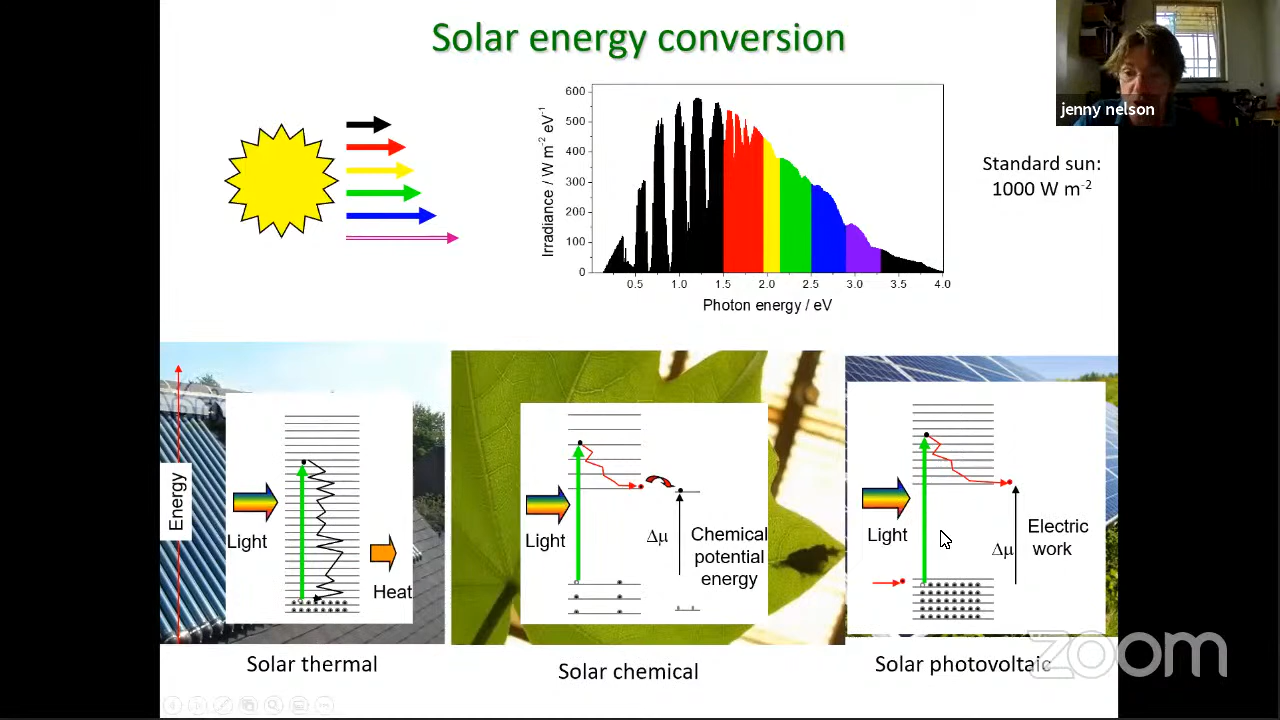 Solar energy conversion
jenny nelson
600
500
400
300
200
100
0
Irradiance / W m⁻² eV⁻¹
0.5 1.0 1.5 2.0 2.5 3.0 3.5 4.0
Photon energy / eV
Standard sun:
1000 W m⁻²
Energy
Light
Heat
Light
Δμ
Chemical
potential
energy
Light
Δμ
Electric
work
Solar thermal
Solar chemical
Solar photovoltaic
zoom